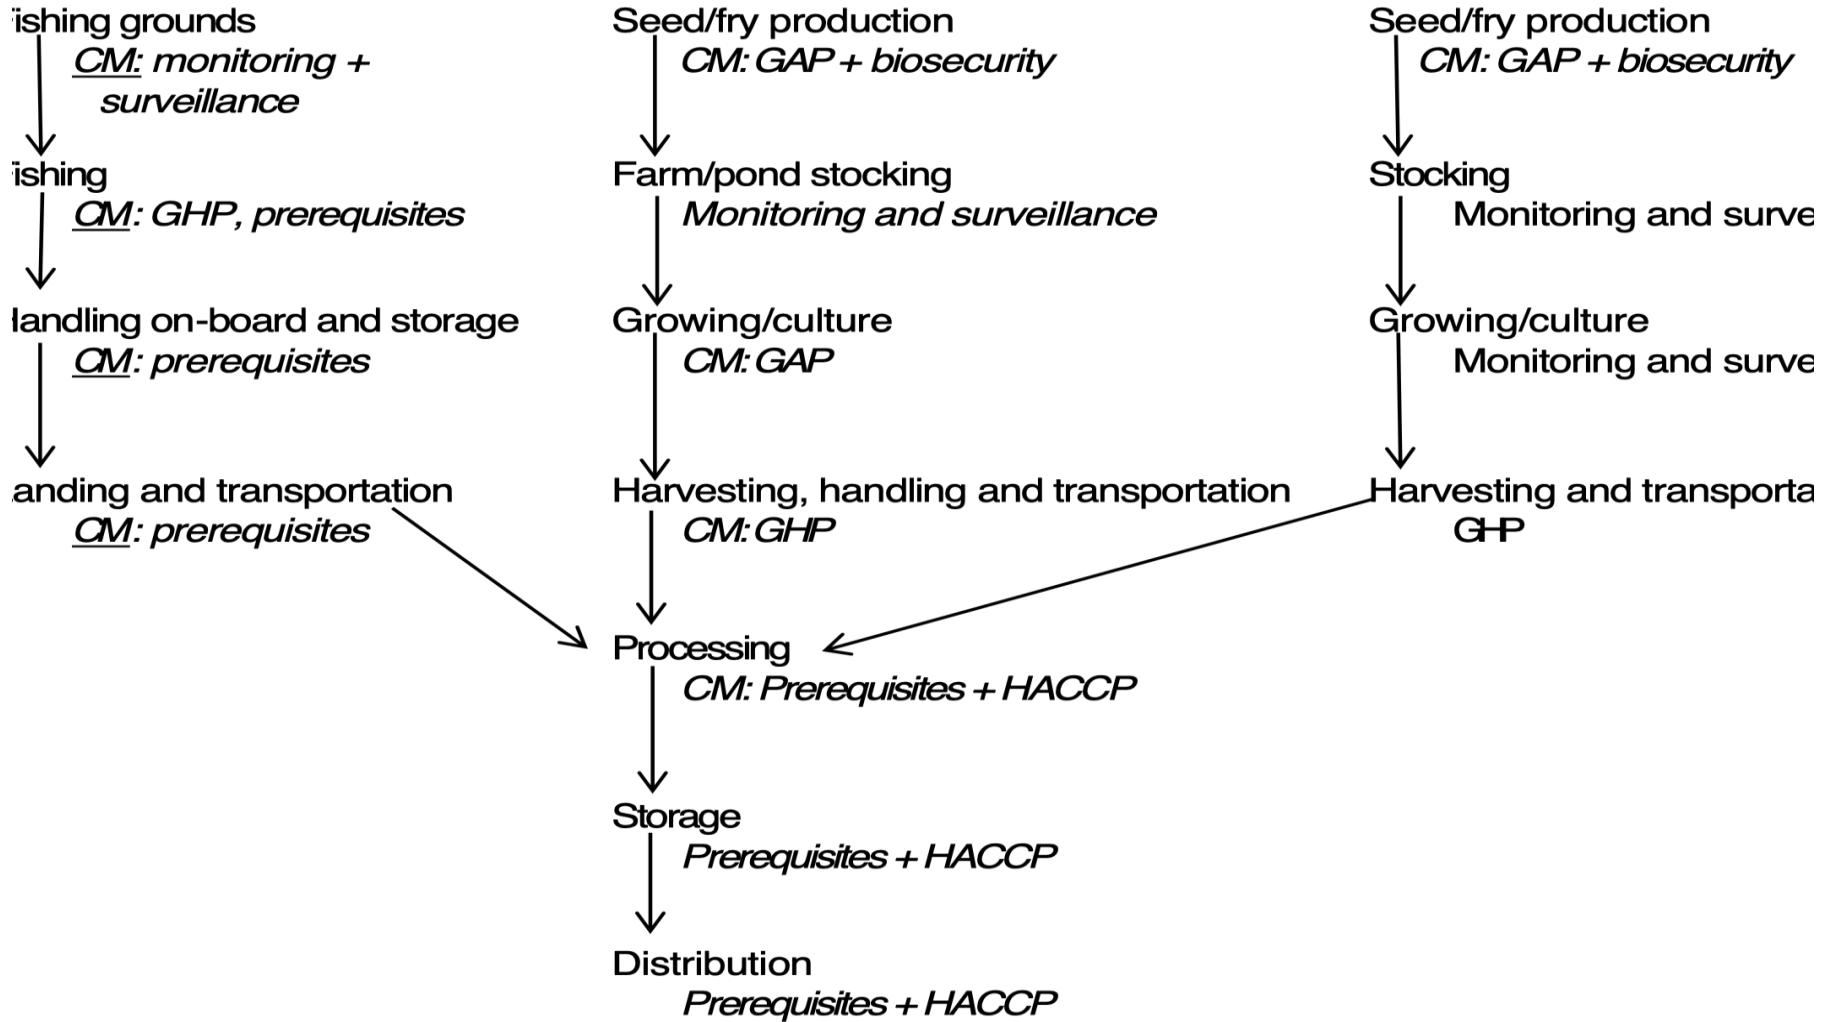 ishing grounds
CM: monitoring +
surveillance
ishing
CM: GHP, prerequisites
andling on-board and storage
CM: prerequisites
anding and transportation
CM: prerequisites
Seed/fry production
CM: GAP + biosecurity
Farm/pond stocking
Monitoring and surveillance
Growing/culture
CM: GAP
Harvesting, handling and transportation
CM: GHP
Processing
CM: Prerequisites + HACCP
Storage
Prerequisites + HACCP
Distribution
Prerequisites + HACCP
Seed/fry production
CM: GAP + biosecurity
Stocking
Monitoring and surve
Growing/culture
Monitoring and surve
Harvesting and transporta
GHP